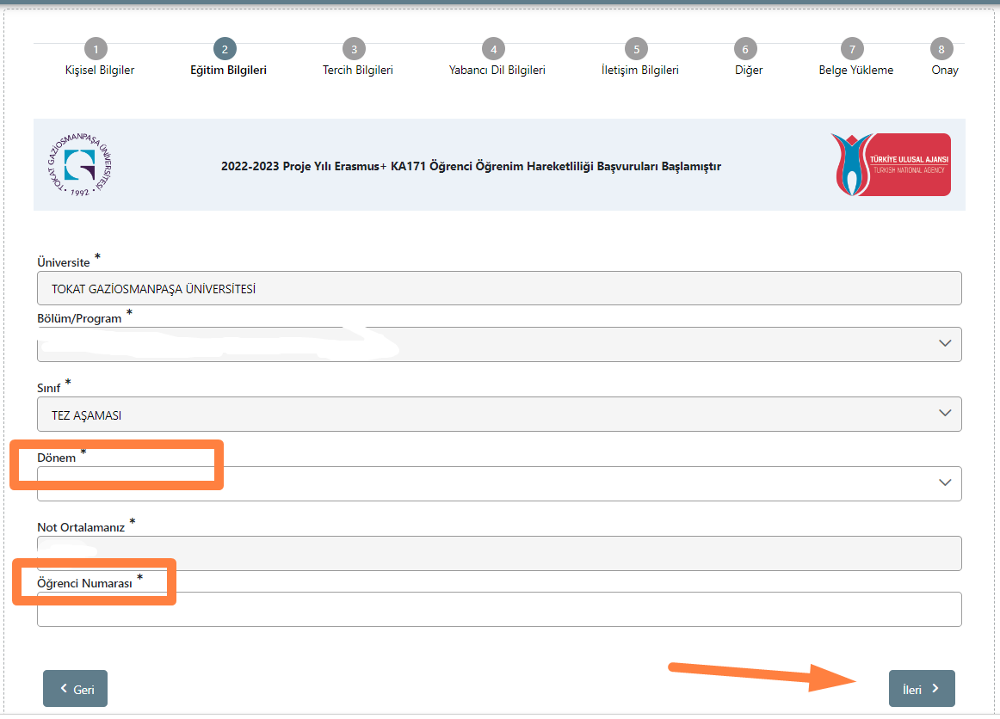 1 2 3 4 5 6 7 8
Kişisel Bilgiler Eğitim Bilgileri Tercih Bilgileri Yabancı Dil Bilgileri İletişim Bilgileri Diğer Belge Yükleme Onay
TOKAT GAZİOSMANPAŞA ÜNİVERSİTESİ • 1992 •
2022-2023 Proje Yılı Erasmus+ KA171 Öğrenci Öğrenim Hareketliliği Başvuruları Başlamıştır
TÜRKİYE ULUSAL AJANSI
TURKISH NATIONAL AGENCY
Üniversite *
TOKAT GAZİOSMANPAŞA ÜNİVERSİTESİ
Bölüm/Program *
Sınıf *
TEZ AŞAMASI
Dönem *
Not Ortalamanız *
Öğrenci Numarası *
Geri İleri